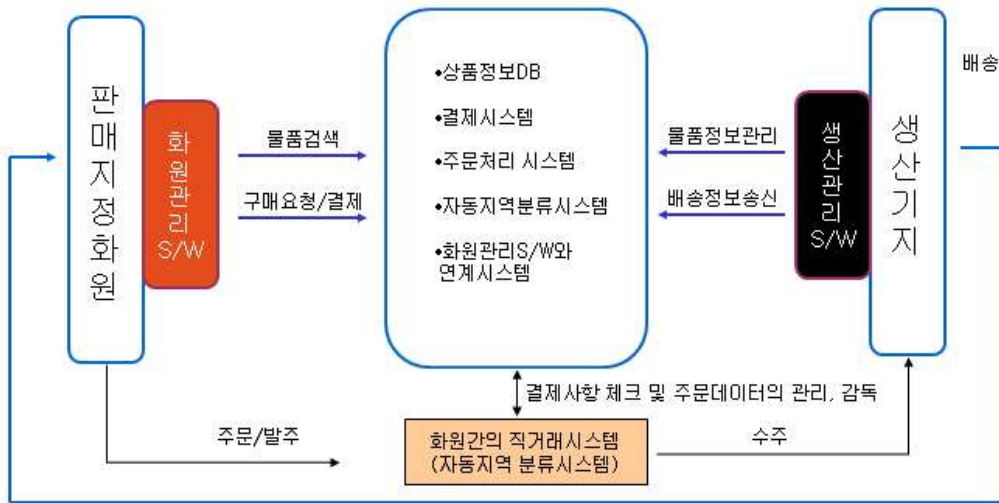 판매지정화원
화원관리
S/W
물품검색
구매요청/결제
•상품정보DB
•결제시스템
•주문처리 시스템
•자동지역분류시스템
•화원관리S/W와
연계시스템
물품정보관리
배송정보송신
생산관리
S/W
생산기지
배송
결제사항 체크 및 주문데이터의 관리, 감독
주문/발주
화원간의 직거래시스템
(자동지역 분류시스템)
수주